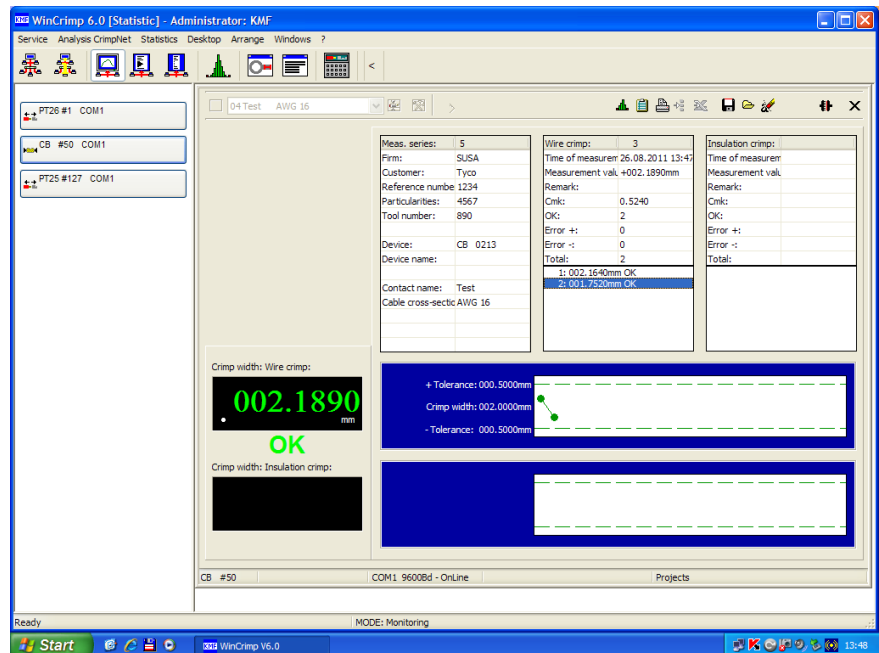 WinCrimp 6.0 [Statistic] - Administrator: KMF
Service Analysis CrimpNet Statistics Desktop Arrange Windows ?
<
PT26 #1 COM1
CB #50 COM1
PT25 #127 COM1
04 Test AWG 16
Meas. series: 5
Firm: SUSA
Customer: Tyco
Reference numbe 1234
Particularities: 4567
Tool number: 890
Device: CB 0213
Device name:
Contact name: Test
Cable cross-sectic AWG 16
Wire crimp: 3
Time of measurem 26.08.2011 13:47
Measurement valu +002.1890mm
Remark:
Cmk: 0.5240
OK: 2
Error +: 0
Error -: 0
Total: 2
1: 002.1640mm OK
2: 001.7520mm OK
Insulation crimp:
Time of measurem
Measurement valu
Remark:
Cmk:
OK:
Error +:
Error -:
Total:
Crimp width: Wire crimp:
002.1890
mm
OK
Crimp width: Insulation crimp:
+ Tolerance: 000.5000mm
Crimp width: 002.0000mm
- Tolerance: 000.5000mm
CB #50
COM1 9600Bd - OnLine
Projects
Ready
MODE: Monitoring
Start
KMF WinCrimp V6.0
13:48